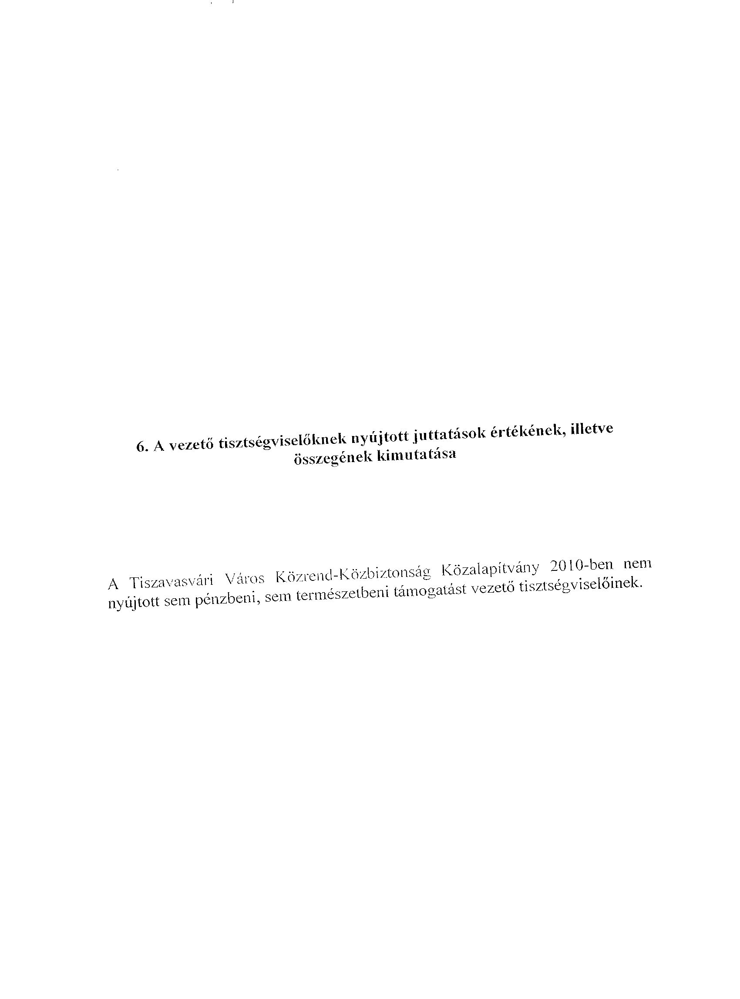 6. A vezető tisztségviselőknek nyújtott juttatások értékének, illetve
összegének kimutatása
A Tiszavasvári Város Közrend-Közbiztonság Közalapítvány 2010-ben nem
nyújtott sem pénzbeni, sem természetbeni támogatást vezető tisztségviselőinek.